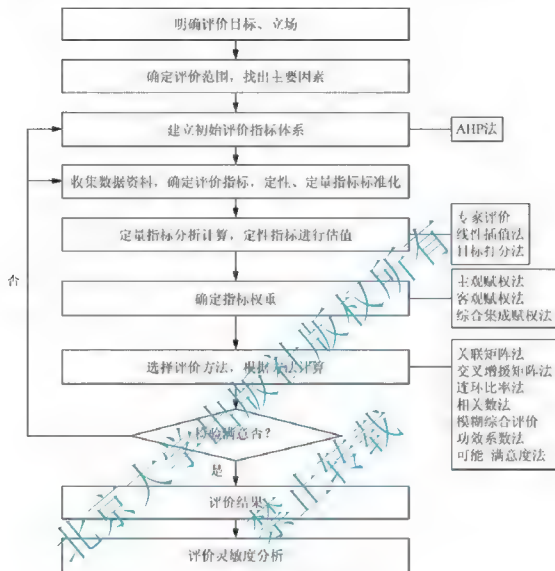 明确评价目标、立场
确定评价范围，找出主要因素
建立初始评价指标体系
AHP法
收集数据资料，确定评价指标，定性、定量指标标准化
定量指标分析计算，定性指标进行估值
专家评价
线性插值法
目标打分法
确定指标权重
主观赋权法
客观赋权法
综合集成赋权法
选择评价方法，根据方法计算
关联矩阵法
交叉增援矩阵法
连环比率法
相关数法
模糊综合评价
功效系数法
可能 满意度法
检验满意否？
否
是
评价结果
评价灵敏度分析
北京大学出版社版权所有
禁止转载